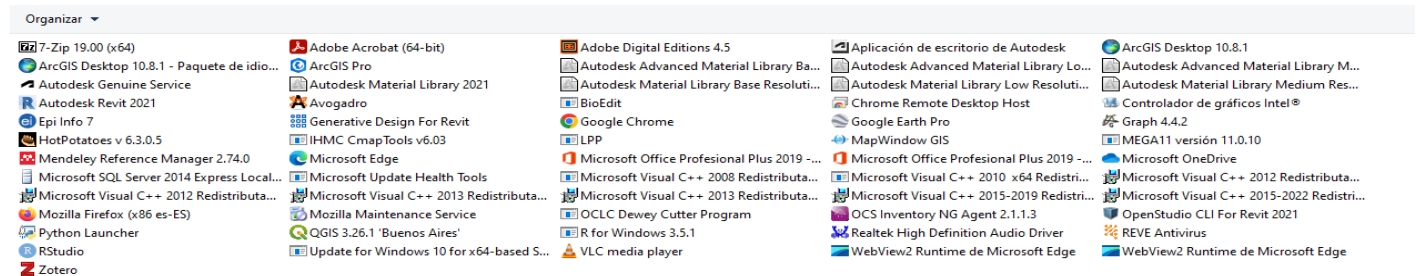 Organizar
7-Zip 19.00 (x64) Adobe Acrobat (64-bit) Adobe Digital Editions 4.5 Aplicación de escritorio de Autodesk ArcGIS Desktop 10.8.1
ArcGIS Desktop 10.8.1 - Paquete de idio... ArcGIS Pro Autodesk Advanced Material Library Ba... Autodesk Advanced Material Library Lo... Autodesk Advanced Material Library M...
Autodesk Genuine Service Autodesk Material Library 2021 Autodesk Material Library Base Resoluti... Autodesk Material Library Low Resoluti... Autodesk Material Library Medium Res...
Autodesk Revit 2021 Avogadro BioEdit Chrome Remote Desktop Host Controlador de gráficos Intel®
Epi Info 7 Generative Design For Revit Google Chrome Google Earth Pro Graph 4.4.2
HotPotatoes v 6.3.0.5 IHMC CmapTools v6.03 LPP MapWindow GIS MEGA11 versión 11.0.10
Mendeley Reference Manager 2.74.0 Microsoft Edge Microsoft Office Profesional Plus 2019 -... Microsoft Office Profesional Plus 2019 -... Microsoft OneDrive
Microsoft SQL Server 2014 Express Local... Microsoft Update Health Tools Microsoft Visual C++ 2008 Redistributa... Microsoft Visual C++ 2010 x64 Redistri... Microsoft Visual C++ 2012 Redistributa...
Microsoft Visual C++ 2012 Redistributa... Microsoft Visual C++ 2013 Redistributa... Microsoft Visual C++ 2013 Redistributa... Microsoft Visual C++ 2015-2019 Redistri... Microsoft Visual C++ 2015-2022 Redistri...
Mozilla Firefox (x86 es-ES) Mozilla Maintenance Service OCLC Dewey Cutter Program OCS Inventory NG Agent 2.1.1.3 OpenStudio CLI For Revit 2021
Python Launcher QGIS 3.26.1 'Buenos Aires' R for Windows 3.5.1 Realtek High Definition Audio Driver REVE Antivirus
RStudio Update for Windows 10 for x64-based S... VLC media player WebView2 Runtime de Microsoft Edge WebView2 Runtime de Microsoft Edge
Zotero